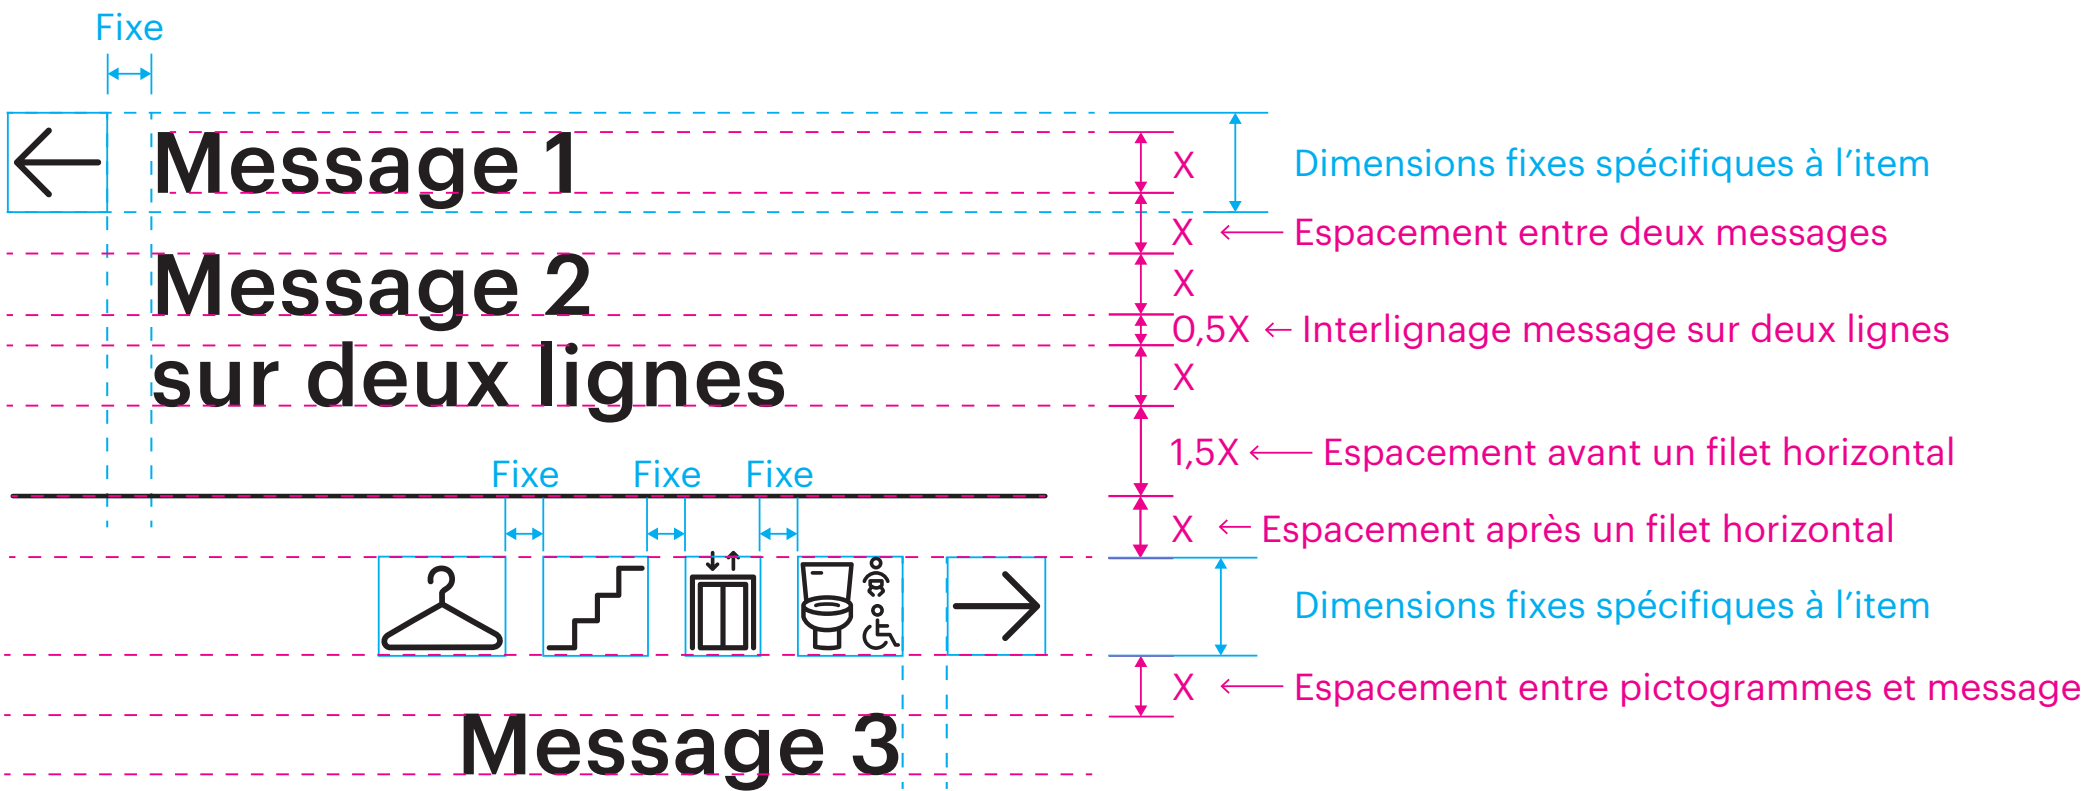 Fixe
Message 1
X
Dimensions fixes spécifiques à l’item
X
Espacement entre deux messages
Message 2
X
0,5X
Interlignage message sur deux lignes
sur deux lignes
X
1,5X
Espacement avant un filet horizontal
Fixe
Fixe
Fixe
X
Espacement après un filet horizontal
Dimensions fixes spécifiques à l’item
X
Espacement entre pictogrammes et message
Message 3